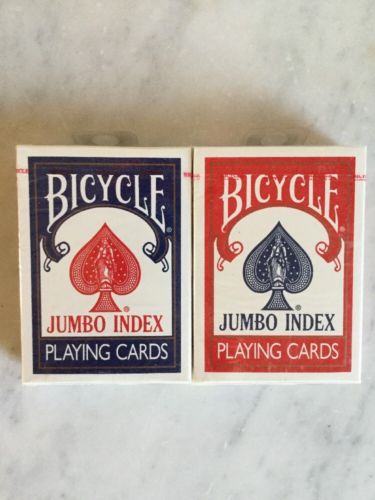 BICYCLE
®
®
JUMBO INDEX
PLAYING CARDS
BICYCLE
®
®
JUMBO INDEX
PLAYING CARDS